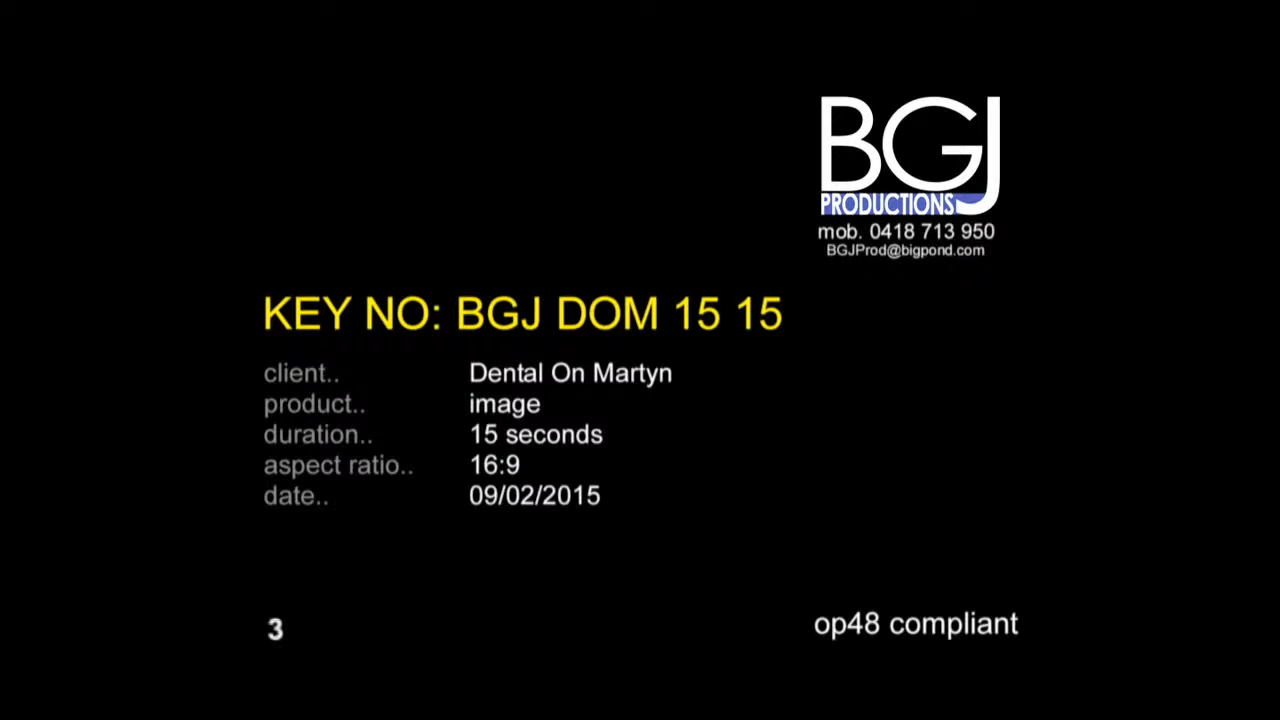 BGJ
PRODUCTIONS
mob. 0418 713 950
BGJProd@bigpond.com
KEY NO: BGJ DOM 15 15
client.. Dental On Martyn
product.. image
duration.. 15 seconds
aspect ratio.. 16:9
date.. 09/02/2015
3
op48 compliant